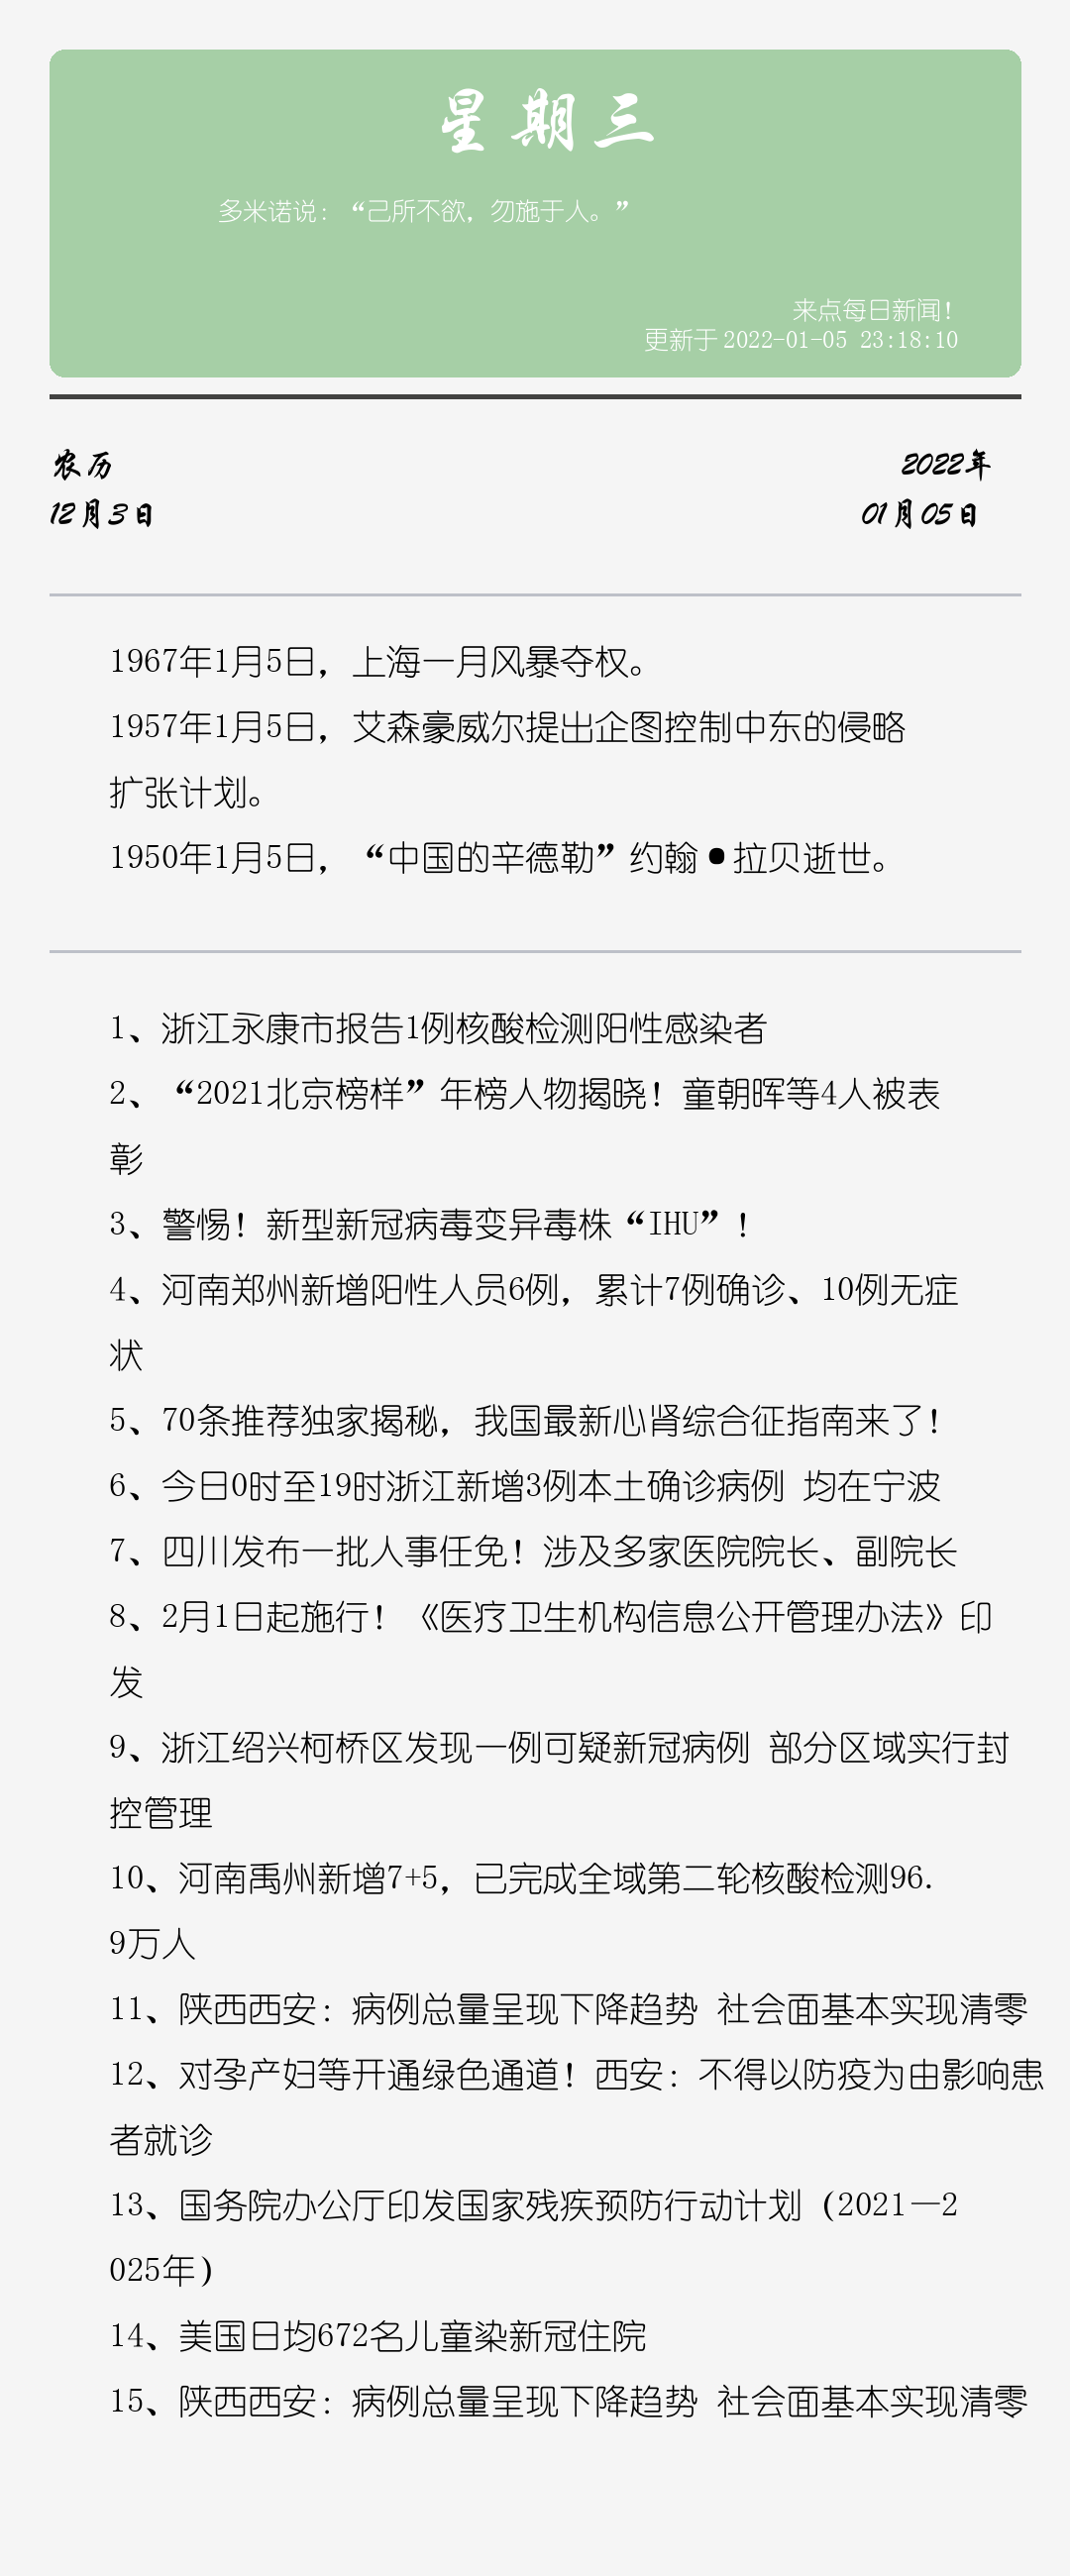 星期三
多米诺说：“己所不欲，勿施于人。”
来点每日新闻！
更新于 2022-01-05 23:18:10
农历
12月3日
2022年
01月05日
1967年1月5日，上海一月风暴夺权。
1957年1月5日，艾森豪威尔提出企图控制中东的侵略
扩张计划。
1950年1月5日，“中国的辛德勒”约翰•拉贝逝世。
1、浙江永康市报告1例核酸检测阳性感染者
2、“2021北京榜样”年榜人物揭晓！童朝晖等4人被表
彰
3、警惕！新型新冠病毒变异毒株“IHU”！
4、河南郑州新增阳性人员6例，累计7例确诊、10例无症
状
5、70条推荐独家揭秘，我国最新心肾综合征指南来了！
6、今日0时至19时浙江新增3例本土确诊病例 均在宁波
7、四川发布一批人事任免！涉及多家医院院长、副院长
8、2月1日起施行！《医疗卫生机构信息公开管理办法》印
发
9、浙江绍兴柯桥区发现一例可疑新冠病例 部分区域实行封
控管理
10、河南禹州新增7+5，已完成全域第二轮核酸检测96.
9万人
11、陕西西安：病例总量呈现下降趋势 社会面基本实现清零
12、对孕产妇等开通绿色通道！西安：不得以防疫为由影响患
者就诊
13、国务院办公厅印发国家残疾预防行动计划（2021—2
025年）
14、美国日均672名儿童染新冠住院
15、陕西西安：病例总量呈现下降趋势 社会面基本实现清零